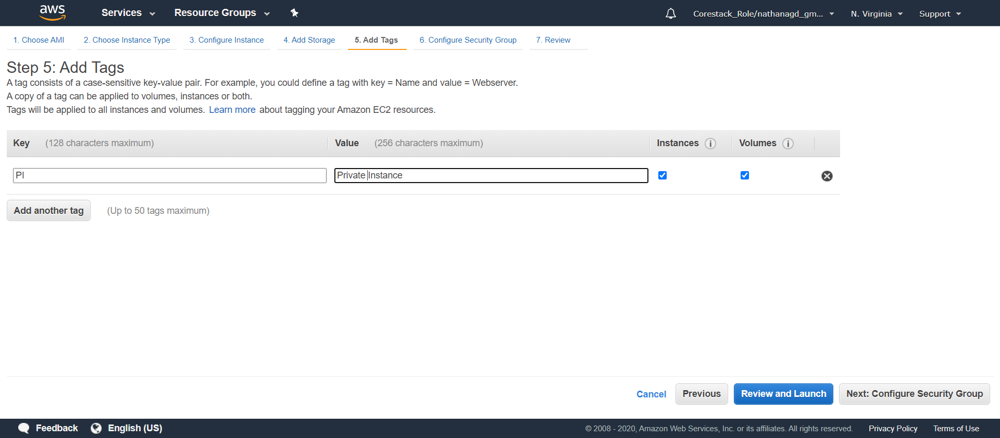 aws Services Resource Groups Corestack_Role/nathanagd_gm... N. Virginia Support
1. Choose AMI 2. Choose Instance Type 3. Configure Instance 4. Add Storage 5. Add Tags 6. Configure Security Group 7. Review
Step 5: Add Tags
A tag consists of a case-sensitive key-value pair. For example, you could define a tag with key = Name and value = Webserver.
A copy of a tag can be applied to volumes, instances or both.
Tags will be applied to all instances and volumes. Learn more about tagging your Amazon EC2 resources.
Key (128 characters maximum) Value (256 characters maximum) Instances i Volumes i
PI Private Instance
Add another tag (Up to 50 tags maximum)
Cancel Previous Review and Launch Next: Configure Security Group
Feedback English (US) © 2008 - 2020, Amazon Web Services, Inc. or its affiliates. All rights reserved. Privacy Policy Terms of Use